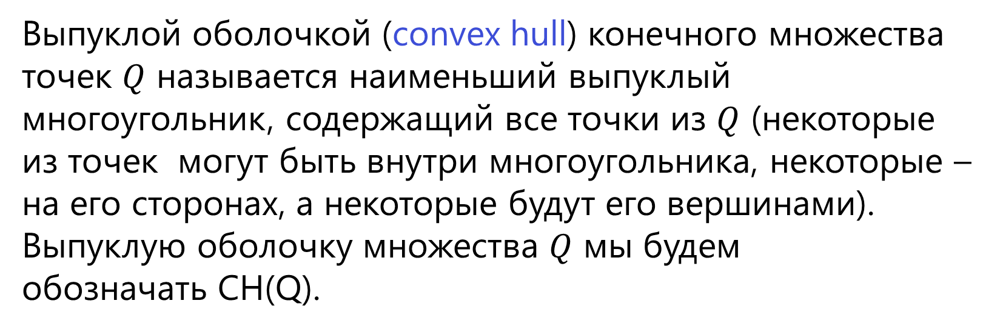 Выпуклой оболочкой (convex hull) конечного множества
точек Q называется наименьший выпуклый
многоугольник, содержащий все точки из Q (некоторые
из точек  могут быть внутри многоугольника, некоторые –
на его сторонах, а некоторые будут его вершинами).
Выпуклую оболочку множества Q мы будем
обозначать CH(Q).